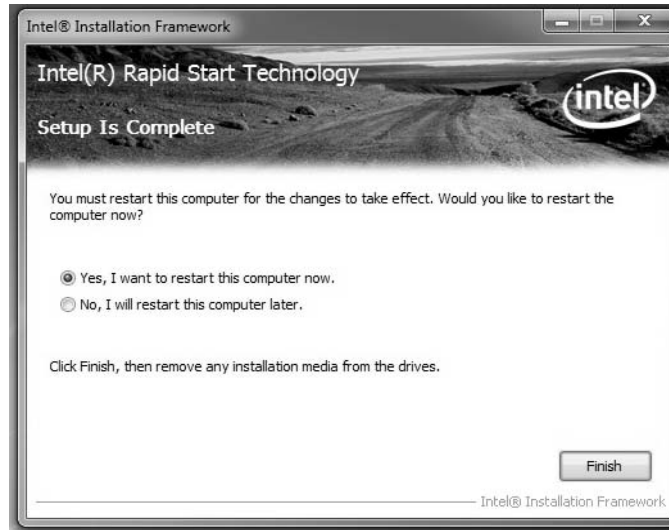 Intel® Installation Framework
Intel(R) Rapid Start Technology
intel
Setup Is Complete
You must restart this computer for the changes to take effect. Would you like to restart the
computer now?
Yes, I want to restart this computer now.
No, I will restart this computer later.
Click Finish, then remove any installation media from the drives.
Finish
Intel® Installation Framework